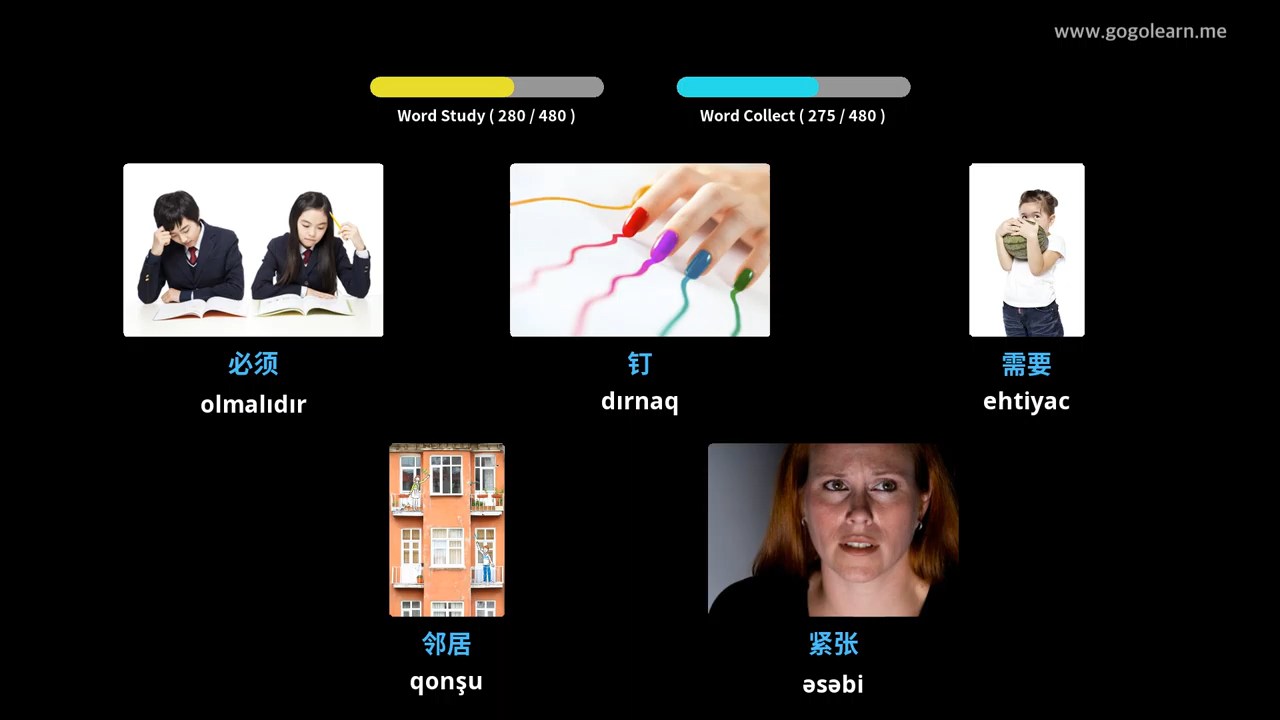 www.gogolearn.me
Word Study ( 280 / 480 )
Word Collect ( 275 / 480 )
必须
olmalıdır
钉
dırnaq
需要
ehtiyac
邻居
qonşu
紧张
əsəbi